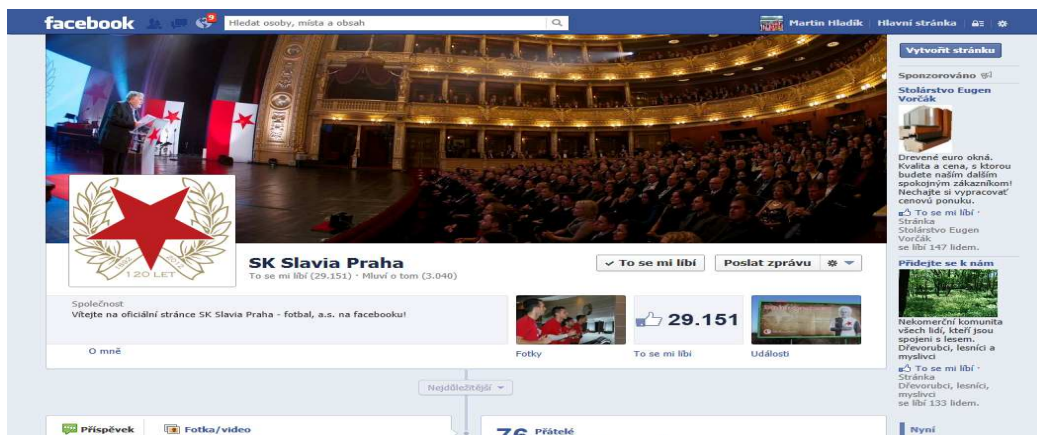 facebook
9
Hledat osoby, místa a obsah
Martin Hladík
Hlavní stránka
Vytvořit stránku
Sponzorováno
Stolárstvo Eugen
Vorčák
Drevené euro okná.
Kvalita a cena, s ktorou
budete naším dalším
spokojným zákazníkom!
Nechajte si vypracovať
cenovú ponuku.
To se mi líbí ·
Stránka
Stolárstvo Eugen
Vorčák
se líbí 147 lidem.
Přidejte se k nám
Nekomerční komunita
všech lidí, kteří jsou
spojeni s lesem.
Dřevorubci, lesníci a
myslivci
To se mi líbí ·
Stránka
Dřevorubci, lesníci,
myslivci
se líbí 133 lidem.
Nyní
120 LET
SK Slavia Praha
To se mi líbí (29.151) · Mluví o tom (3.040)
To se mi líbí
Poslat zprávu
Společnost
Vítejte na oficiální stránce SK Slavia Praha - fotbal, a.s. na facebooku!
O mně
29.151
Fotky
To se mi líbí
Události
Nejdůležitější
Příspěvek
Fotka/video
76 Přátelé